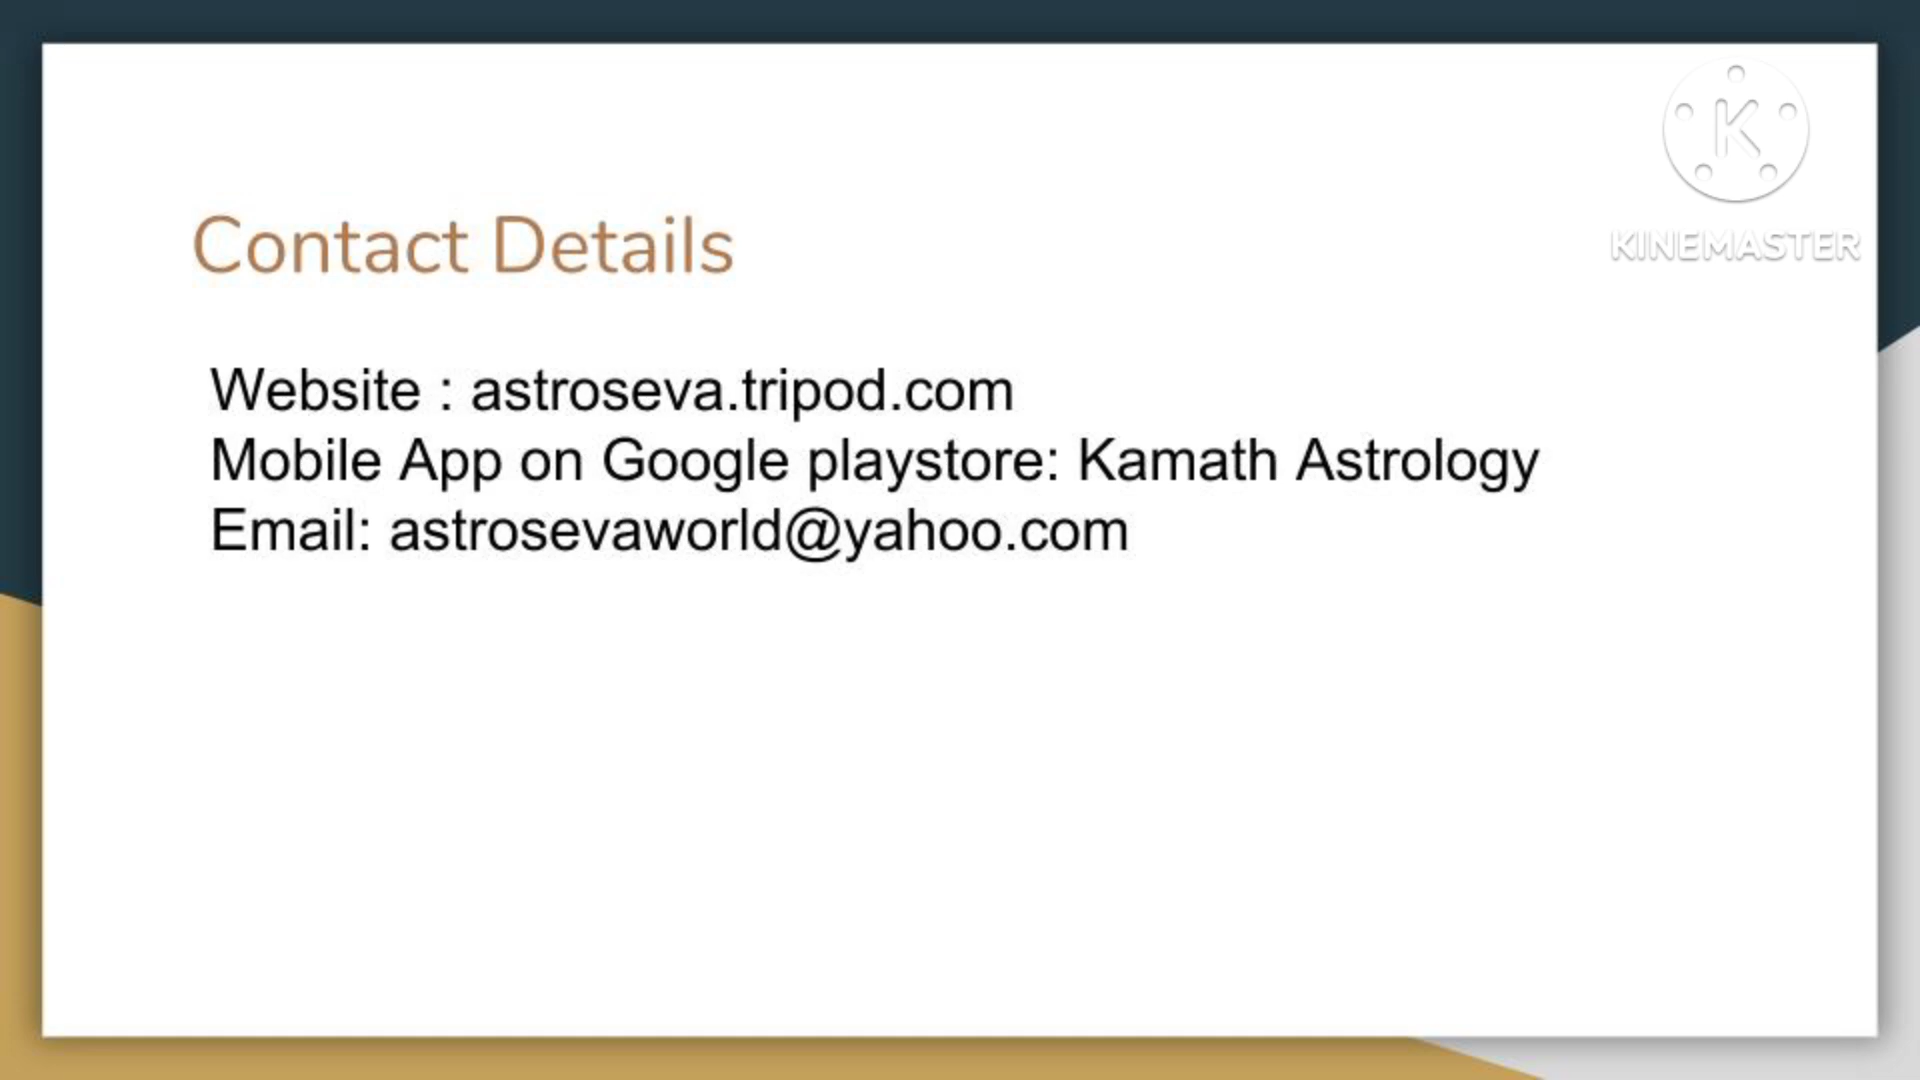 K
KINEMASTER
Contact Details
Website : astroseva.tripod.com
Mobile App on Google playstore: Kamath Astrology
Email: astrosevaworld@yahoo.com